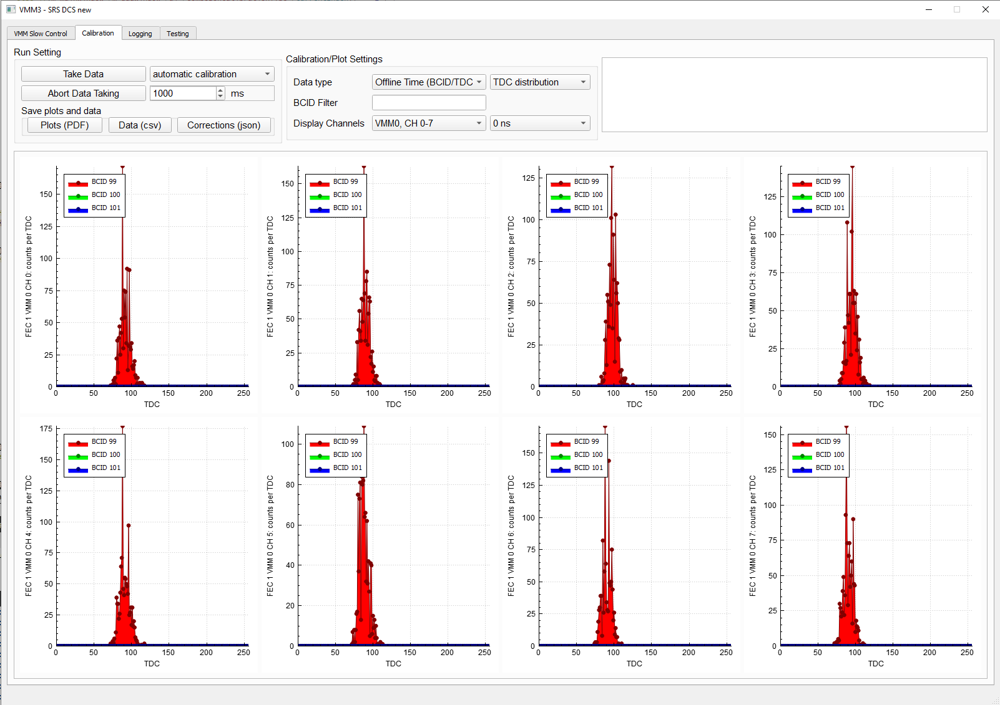 VMM3 - SRS DCS new
VMM Slow Control Calibration Logging Testing
Run Setting
Take Data automatic calibration
Abort Data Taking 1000 ms
Save plots and data
Plots (PDF) Data (csv) Corrections (json)
Calibration/Plot Settings
Data type Offline Time (BCID/TDC TDC distribution
BCID Filter
Display Channels VMM0, CH 0-7 0 ns
FEC 1 VMM 0 CH 0: counts per TDC
150
125
100
75
50
25
0
BCID 99
BCID 100
BCID 101
0 50 100 150 200 250
TDC
FEC 1 VMM 0 CH 1: counts per TDC
150
125
100
75
50
25
0
BCID 99
BCID 100
BCID 101
0 50 100 150 200 250
TDC
FEC 1 VMM 0 CH 2: counts per TDC
125
100
75
50
25
0
BCID 99
BCID 100
BCID 101
0 50 100 150 200 250
TDC
FEC 1 VMM 0 CH 3: counts per TDC
125
100
75
50
25
0
BCID 99
BCID 100
BCID 101
0 50 100 150 200 250
TDC
FEC 1 VMM 0 CH 4: counts per TDC
175
150
125
100
75
50
25
0
BCID 99
BCID 100
BCID 101
0 50 100 150 200 250
TDC
FEC 1 VMM 0 CH 5: counts per TDC
100
80
60
40
20
0
BCID 99
BCID 100
BCID 101
0 50 100 150 200 250
TDC
FEC 1 VMM 0 CH 6: counts per TDC
150
125
100
75
50
25
0
BCID 99
BCID 100
BCID 101
0 50 100 150 200 250
TDC
FEC 1 VMM 0 CH 7: counts per TDC
150
125
100
75
50
25
0
BCID 99
BCID 100
BCID 101
0 50 100 150 200 250
TDC